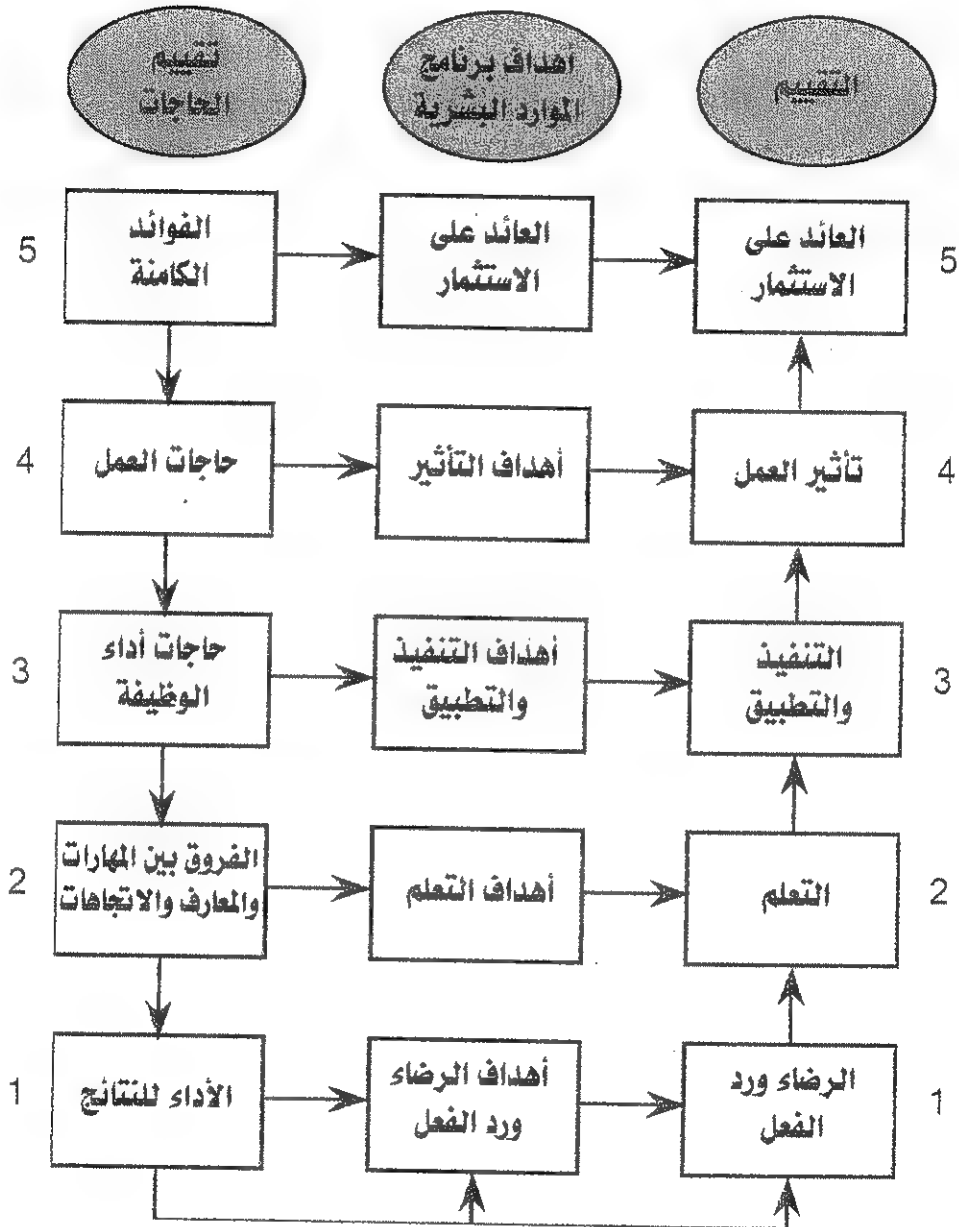 التقييم
أهداف برنامج
الموارد البشرية
تقييم
الحاجات
5
العائد على
الاستثمار
العائد على
الاستثمار
الفوائد
الكامنة
5
4
تأثير العمل
أهداف التأثير
حاجات العمل
4
3
التنفيذ
والتطبيق
أهداف التنفيذ
والتطبيق
حاجات أداء
الوظيفة
3
2
التعلم
أهداف التعلم
الفروق بين المهارات
والمعارف والاتجاهات
2
1
الرضاء ورد
الفعل
أهداف الرضاء
ورد الفعل
الأداء للنتائج
1